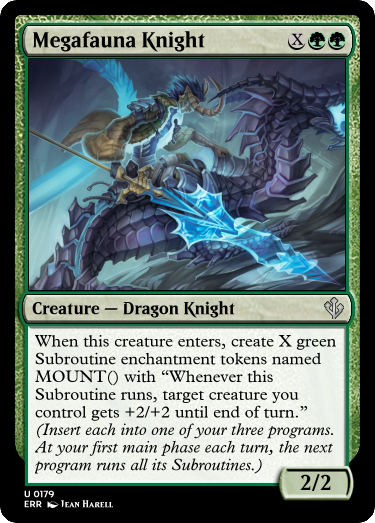 Megafauna Knight X
Creature — Dragon Knight
When this creature enters, create X green
Subroutine enchantment tokens named
MOUNT() with “Whenever this
Subroutine runs, target creature you
control gets +2/+2 until end of turn.”
(Insert each into one of your three programs.
At your first main phase each turn, the next
program runs all its Subroutines.)
2/2
U 0179
ERR Jean Harell